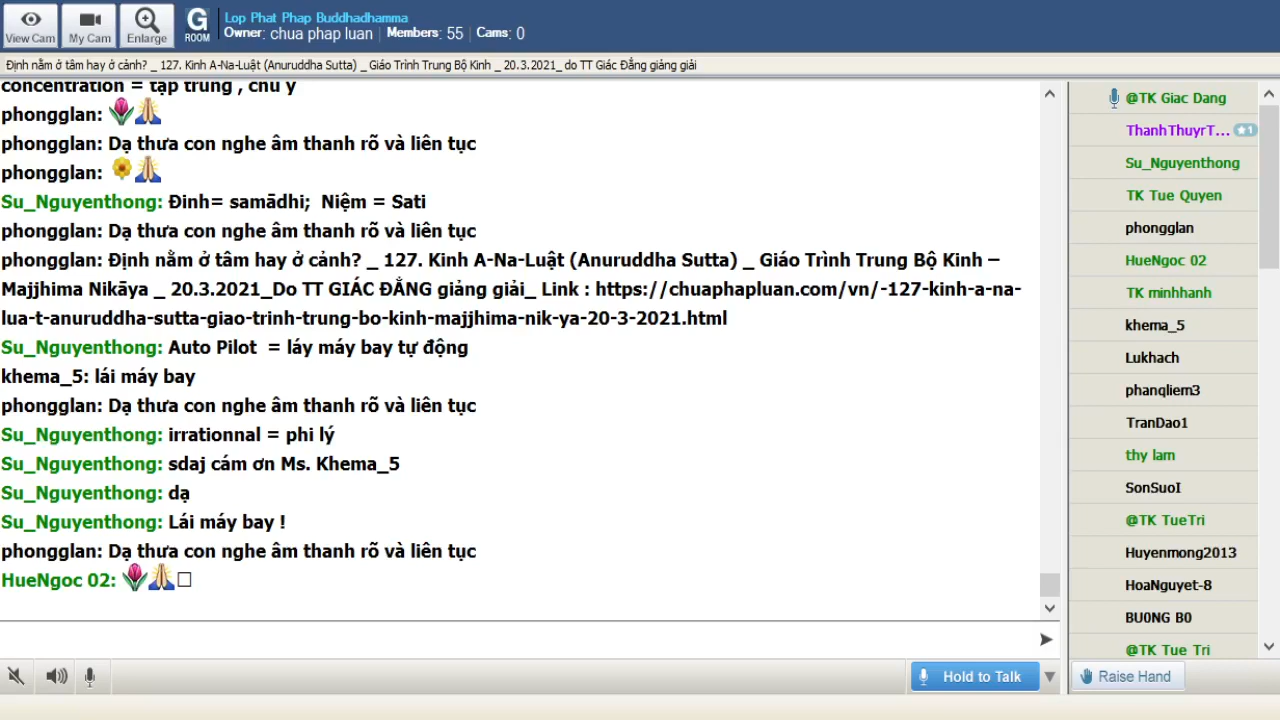 View Cam
My Cam
Enlarge
G
ROOM
Lop Phat Phap Buddhadhamma
Owner: chua phap luan | Members: 55 | Cams: 0
Định nằm ở tâm hay ở cảnh? _ 127. Kinh A-Na-Luật (Anuruddha Sutta) _ Giáo Trình Trung Bộ Kinh _ 20.3.2021_ do TT Giác Đẳng giảng giải
concentration = tạp trung , chu y
phongglan:
phongglan: Dạ thưa con nghe âm thanh rõ và liên tục
phongglan:
Su_Nguyenthong: Đinh= samādhi;  Niệm = Sati
phongglan: Dạ thưa con nghe âm thanh rõ và liên tục
phongglan: Định nằm ở tâm hay ở cảnh? _ 127. Kinh A-Na-Luật (Anuruddha Sutta) _ Giáo Trình Trung Bộ Kinh –
Majjhima Nikāya _ 20.3.2021_Do TT GIÁC ĐẲNG giảng giải_ Link : https://chuaphapluan.com/vn/-127-kinh-a-na-
lua-t-anuruddha-sutta-giao-trinh-trung-bo-kinh-majjhima-nik-ya-20-3-2021.html
Su_Nguyenthong: Auto Pilot  = láy máy bay tự động
khema_5: lái máy bay
phongglan: Dạ thưa con nghe âm thanh rõ và liên tục
Su_Nguyenthong: irrationnal = phi lý
Su_Nguyenthong: sdaj cám ơn Ms. Khema_5
Su_Nguyenthong: dạ
Su_Nguyenthong: Lái máy bay !
phongglan: Dạ thưa con nghe âm thanh rõ và liên tục
HueNgoc 02:
Hold to Talk
@TK Giac Dang
ThanhThuyrT... ★1
Su_Nguyenthong
TK Tue Quyen
phongglan
HueNgoc 02
TK minhhanh
khema_5
Lukhach
phanqliem3
TranDao1
thy lam
SonSuoI
@TK TueTri
Huyenmong2013
HoaNguyet-8
BU0NG B0
@TK Tue Tri
Raise Hand